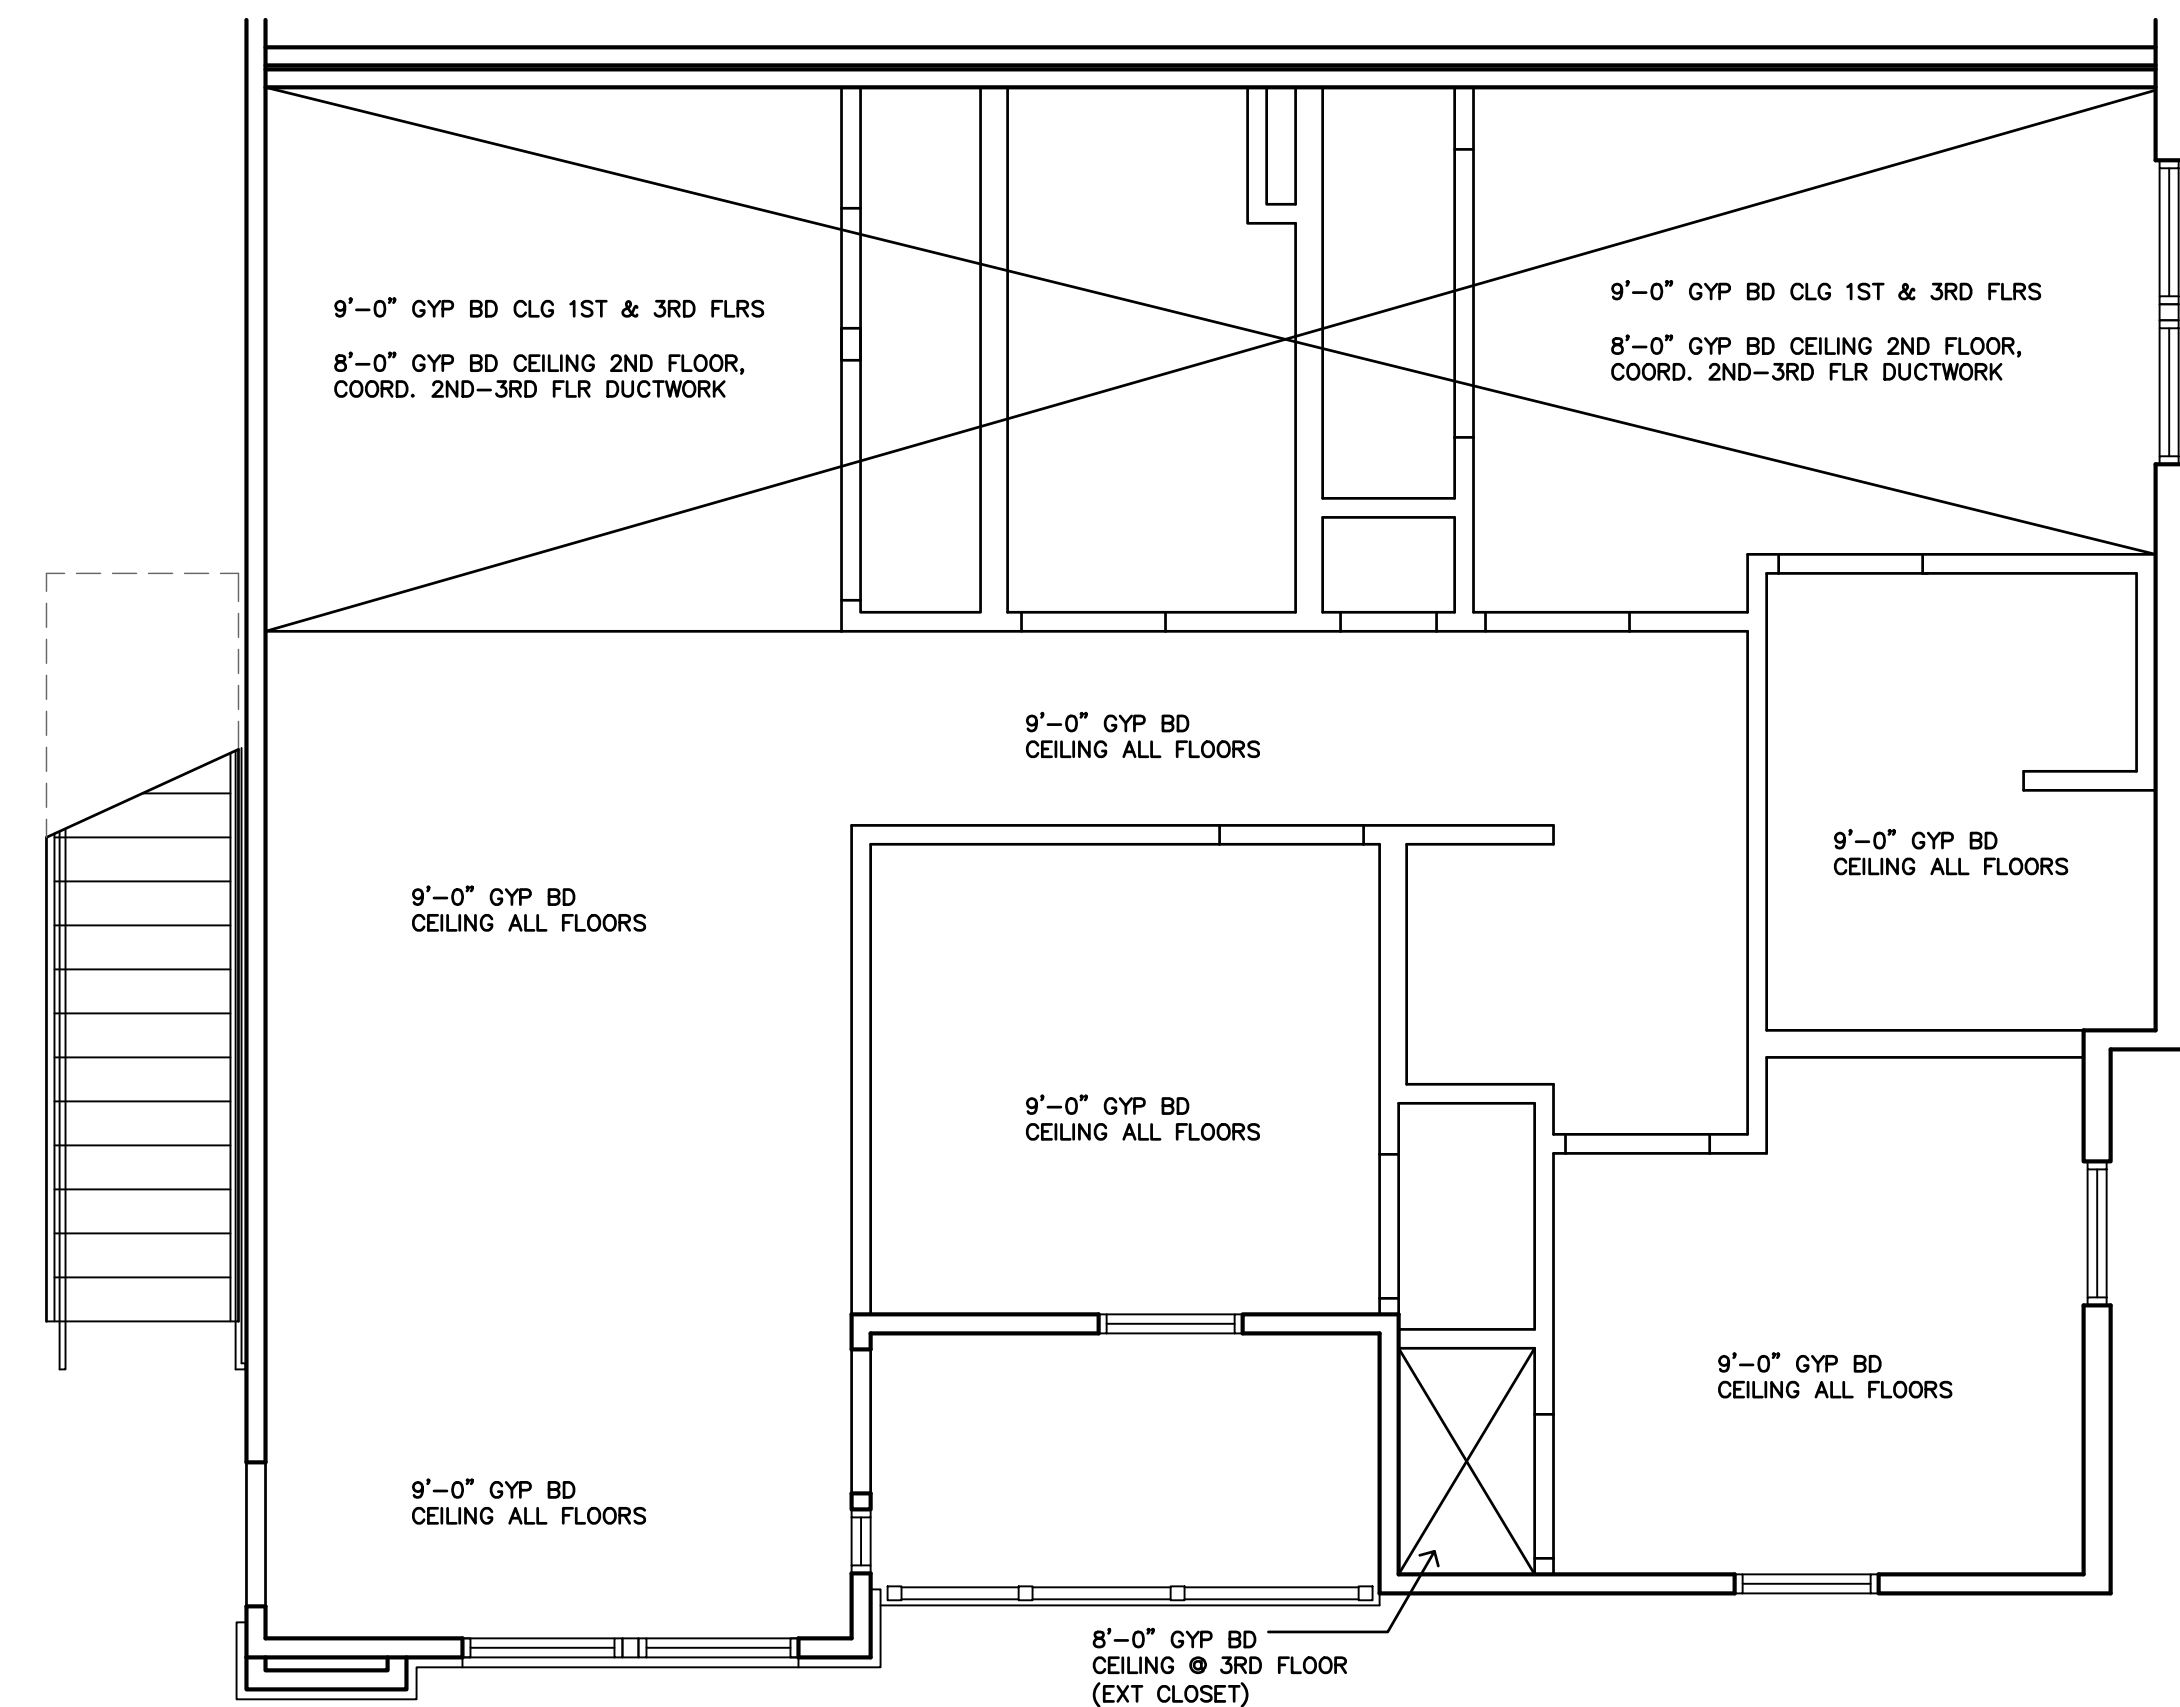 9'-0" GYP BD CLG 1ST & 3RD FLRS
8'-0" GYP BD CEILING 2ND FLOOR,
COORD. 2ND-3RD FLR DUCTWORK
9'-0" GYP BD CLG 1ST & 3RD FLRS
8'-0" GYP BD CEILING 2ND FLOOR,
COORD. 2ND-3RD FLR DUCTWORK
9'-0" GYP BD
CEILING ALL FLOORS
9'-0" GYP BD
CEILING ALL FLOORS
9'-0" GYP BD
CEILING ALL FLOORS
9'-0" GYP BD
CEILING ALL FLOORS
9'-0" GYP BD
CEILING ALL FLOORS
9'-0" GYP BD
CEILING ALL FLOORS
8'-0" GYP BD
CEILING @ 3RD FLOOR
(EXT CLOSET)